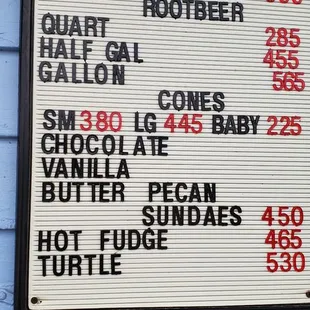 ROOTBEER
QUART 285
HALF GAL 455
GALLON 565
CONES
SM 380 LG 445 BABY 225
CHOCOLATE
VANILLA
BUTTER PECAN
SUNDAES 450
HOT FUDGE 465
TURTLE 530